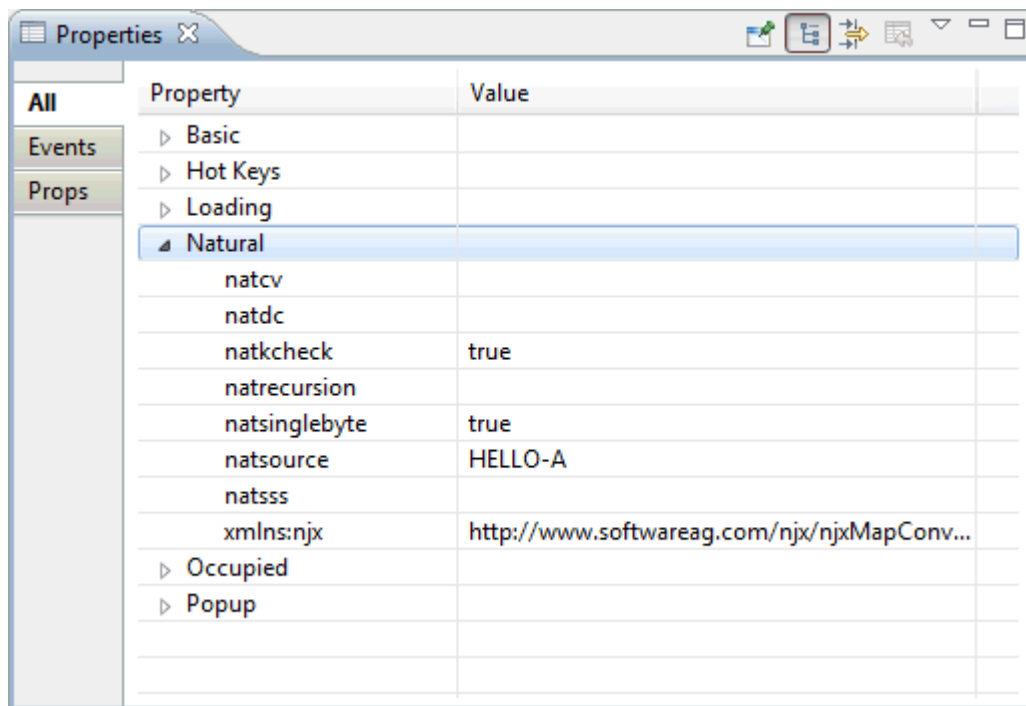 Properties
All
Events
Props
Property Value
Basic
Hot Keys
Loading
Natural
natcv
natdc
natkcheck true
natrecursion
natsinglebyte true
natsource HELLO-A
natsss
xmlns:njx http://www.softwareag.com/njx/njxMapConv...
Occupied
Popup